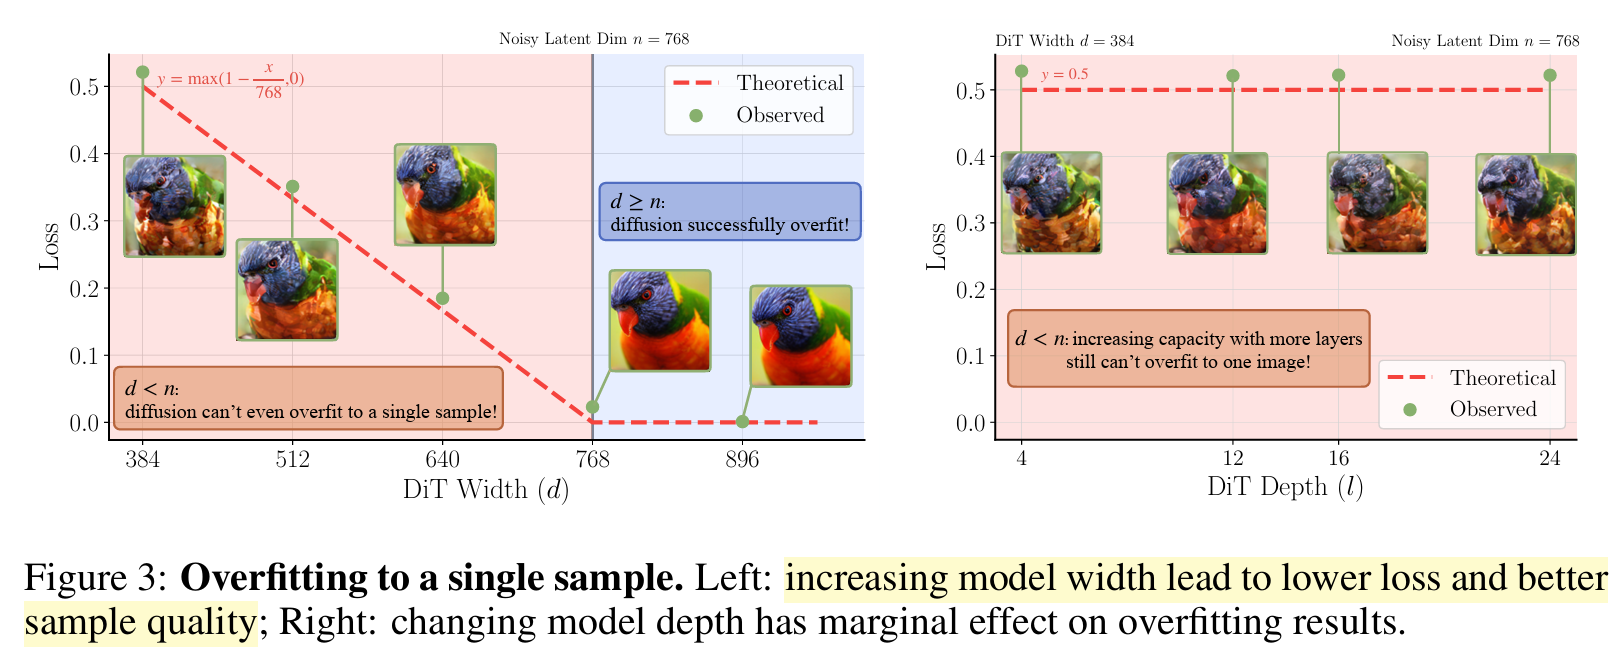 Noisy Latent Dim n = 768
y = max(1 − x/768, 0)
Theoretical
Observed
d ≥ n:
diffusion successfully overfit!
d < n:
diffusion can't even overfit to a single sample!
Loss
0.5
0.4
0.3
0.2
0.1
0.0
384 512 640 768 896
DiT Width (d)
DiT Width d = 384
Noisy Latent Dim n = 768
y = 0.5
d < n: increasing capacity with more layers
still can't overfit to one image!
Theoretical
Observed
Loss
0.5
0.4
0.3
0.2
0.1
0.0
4 12 16 24
DiT Depth (l)
Figure 3: Overfitting to a single sample. Left: increasing model width lead to lower loss and better
sample quality; Right: changing model depth has marginal effect on overfitting results.